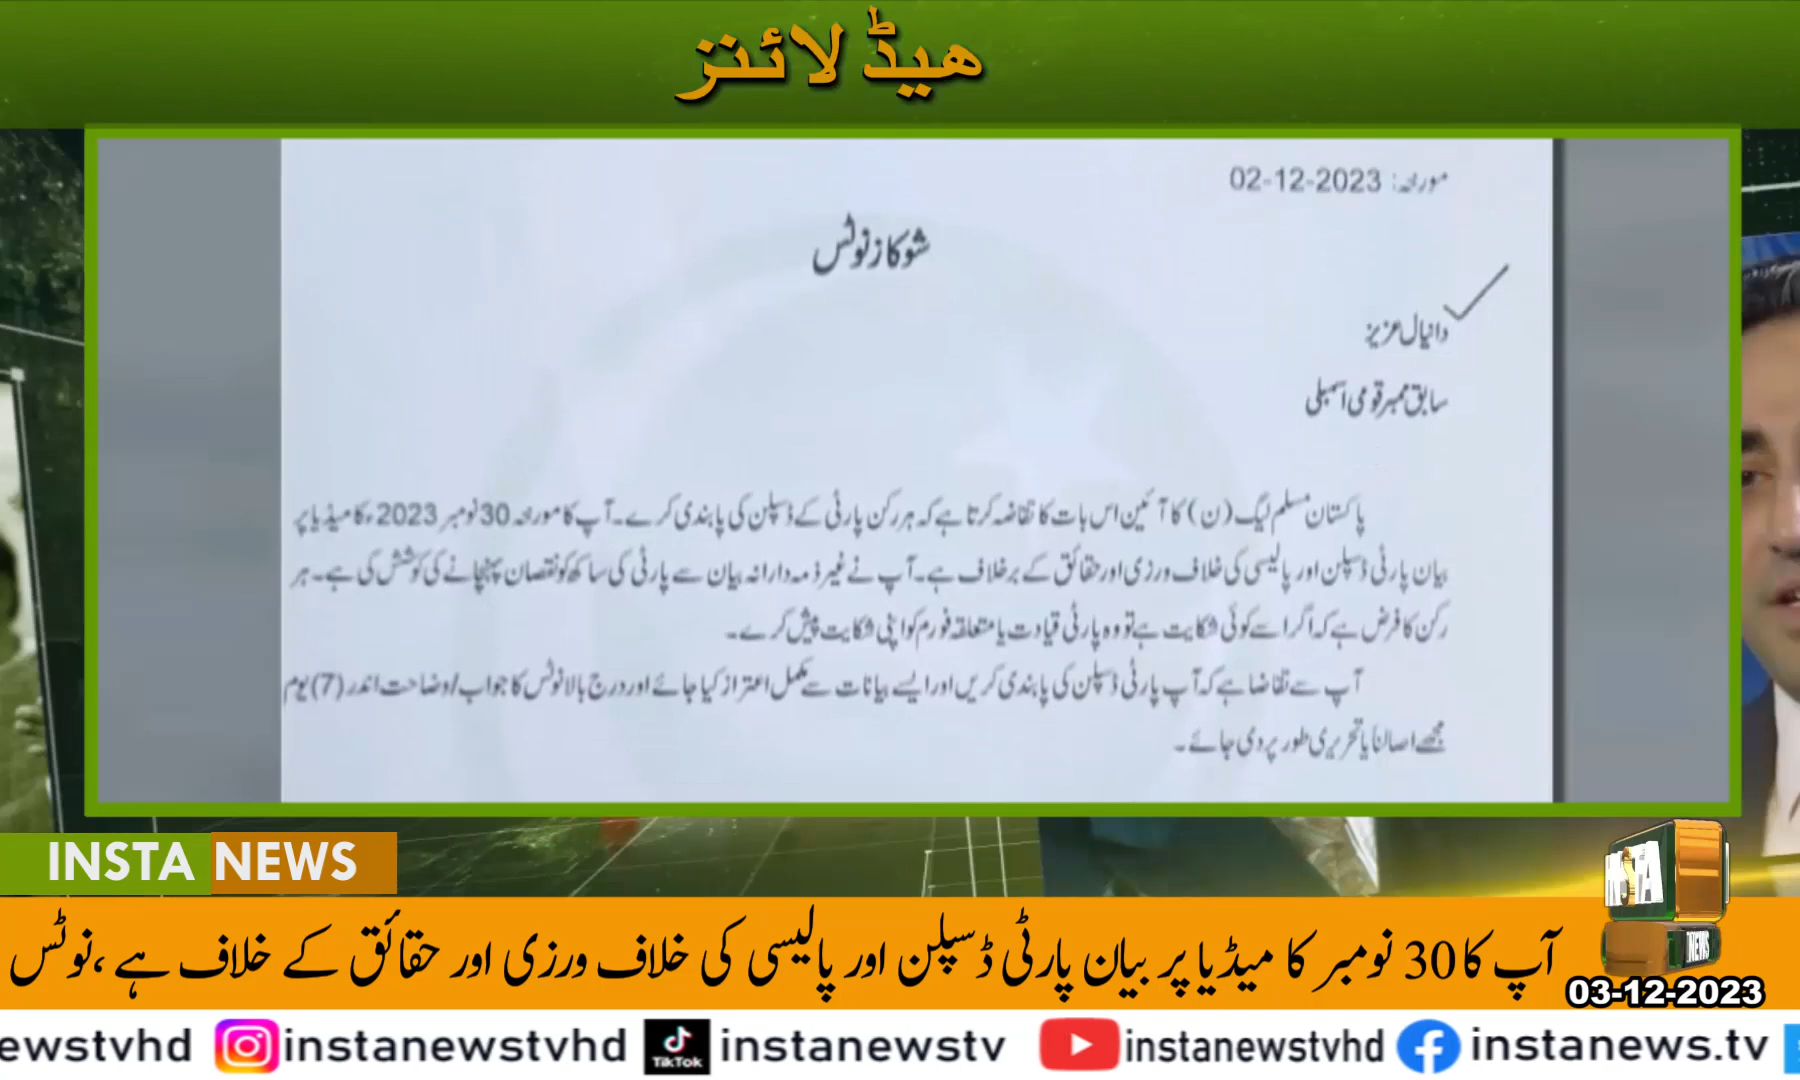 ھیڈ لائنز
مورخہ: 02-12-2023
شوکاز نوٹس
دانیال عزیز
سابق ممبر قومی اسمبلی
پاکستان مسلم لیگ (ن) کا آئین اس بات کا تقاضہ کرتا ہے کہ ہر رکن پارٹی کے ڈسپلن کی پابندی کرے۔ آپ کا مورخہ 30 نومبر 2023ء کا میڈیا پر
بیان پارٹی ڈسپلن اور پالیسی کی خلاف ورزی اور حقائق کے برخلاف ہے۔ آپ نے غیر ذمہ دارانہ بیان سے پارٹی کی ساکھ کو نقصان پہنچانے کی کوشش کی ہے۔ ہر
رکن کا فرض ہے کہ اگر اسے کوئی شکایت ہے تو وہ پارٹی قیادت یا متعلقہ فورم کو اپنی شکایت پیش کرے۔
آپ سے تقاضا ہے کہ آپ پارٹی ڈسپلن کی پابندی کریں اور ایسے بیانات سے مکمل اعتراز کیا جائے اور درج بالا نوٹس کا جواب/وضاحت اندر (7) یوم
مجھے اصالتاً یا تحریری طور پر دی جائے۔
INSTA NEWS
INSTA
NEWS
آپ کا 30 نومبر کا میڈیا پر بیان پارٹی ڈسپلن اور پالیسی کی خلاف ورزی اور حقائق کے خلاف ہے ،نوٹس
03-12-2023
ewstvhd instanewstvhd TikTok instanewstv instanewstvhd instanews.tv